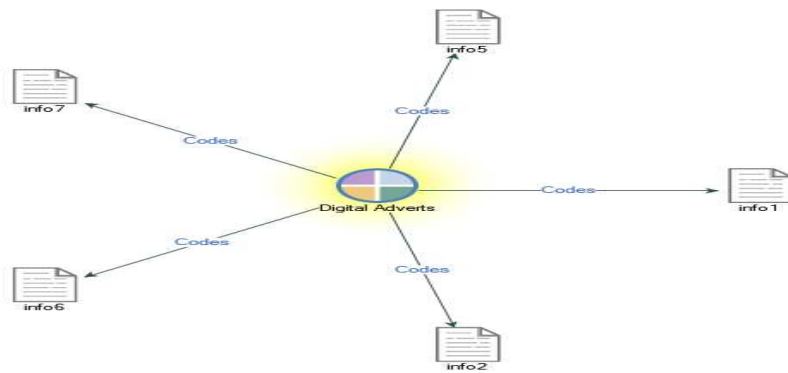 info5
info7
Codes
Codes
Codes
info1
Digital Adverts
Codes
Codes
info6
info2